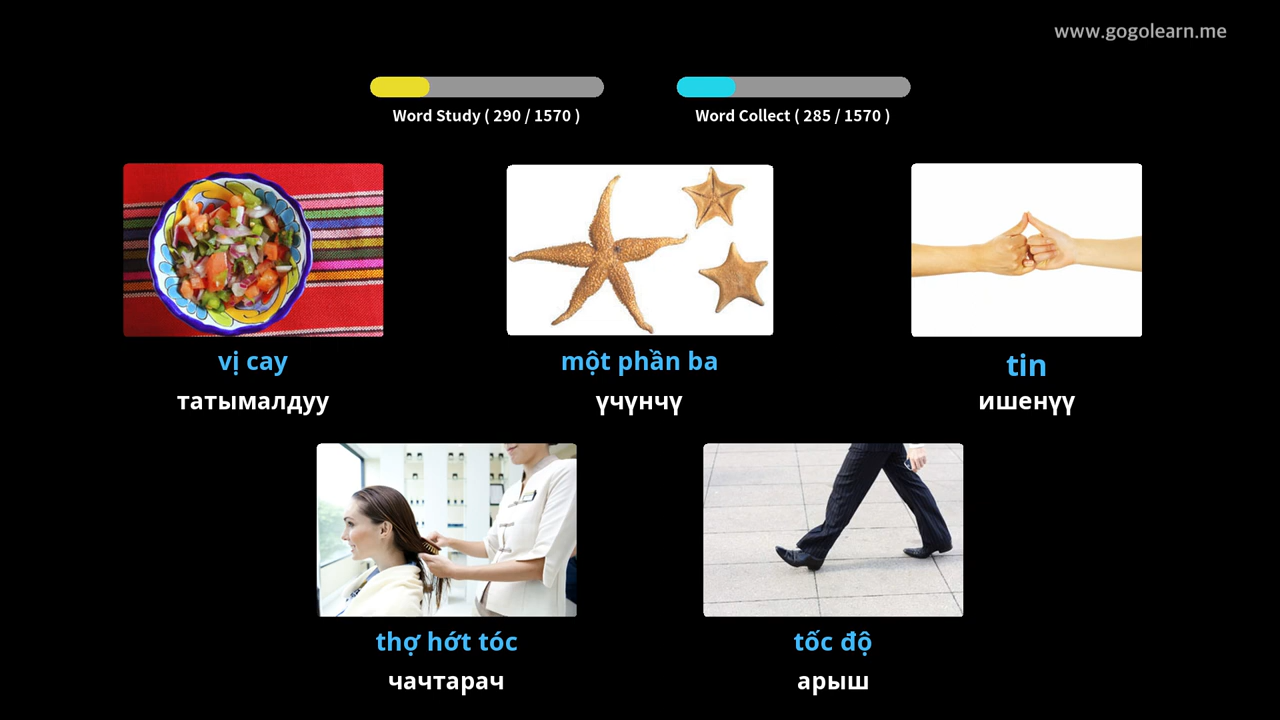 www.gogolearn.me
Word Study ( 290 / 1570 )
Word Collect ( 285 / 1570 )
vị cay
một phần ba
tin
татымалдуу
үчүнчү
ишенүү
thợ hớt tóc
tốc độ
чачтарач
арыш